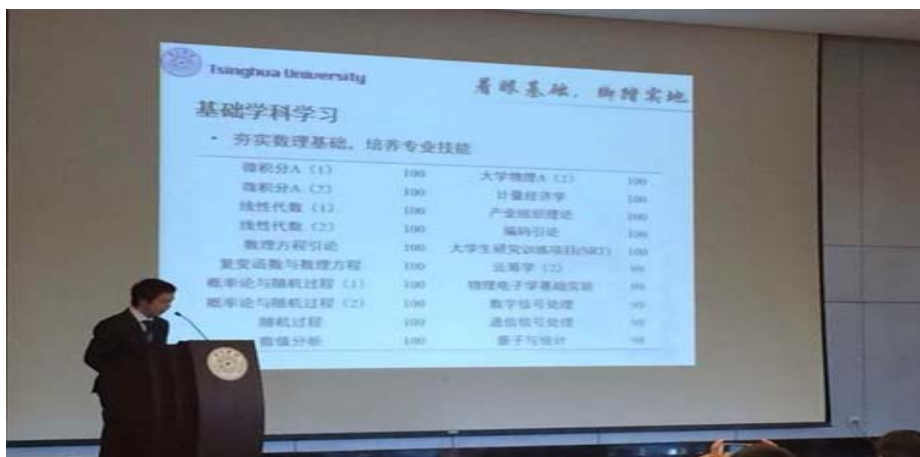 Tsinghua University
着眼基础，脚踏实地
基础学科学习
• 夯实数理基础，培养专业技能
微积分A（1） 100 大学物理A（2） 100
微积分A（2） 100 计量经济学 100
线性代数（1） 100 产业组织理论 100
线性代数（2） 100 编码引论 100
数理方程引论 100 大学生研究训练项目(SRT) 100
复变函数与数理方程 100 运筹学（2） 99
概率论与随机过程（1） 100 物理电子学基础实验 99
概率论与随机过程（2） 100 数字信号处理 99
随机过程 100 通信信号处理 99
数值分析 100 量子与统计 98